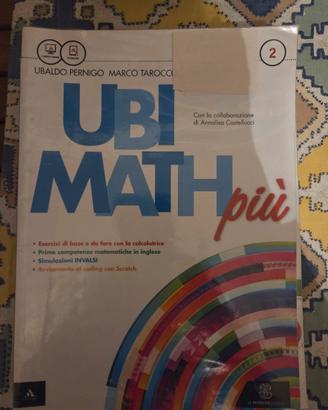 2
UBALDO PERNIGO MARCO TAROCCO
Con la collaborazione
di Annalisa Castellucci
UBI
MATH
più
• Esercizi di base e da fare con la calcolatrice
• Prime competenze matematiche in inglese
• Simulazioni INVALSI
• Avviamento al coding con Scratch